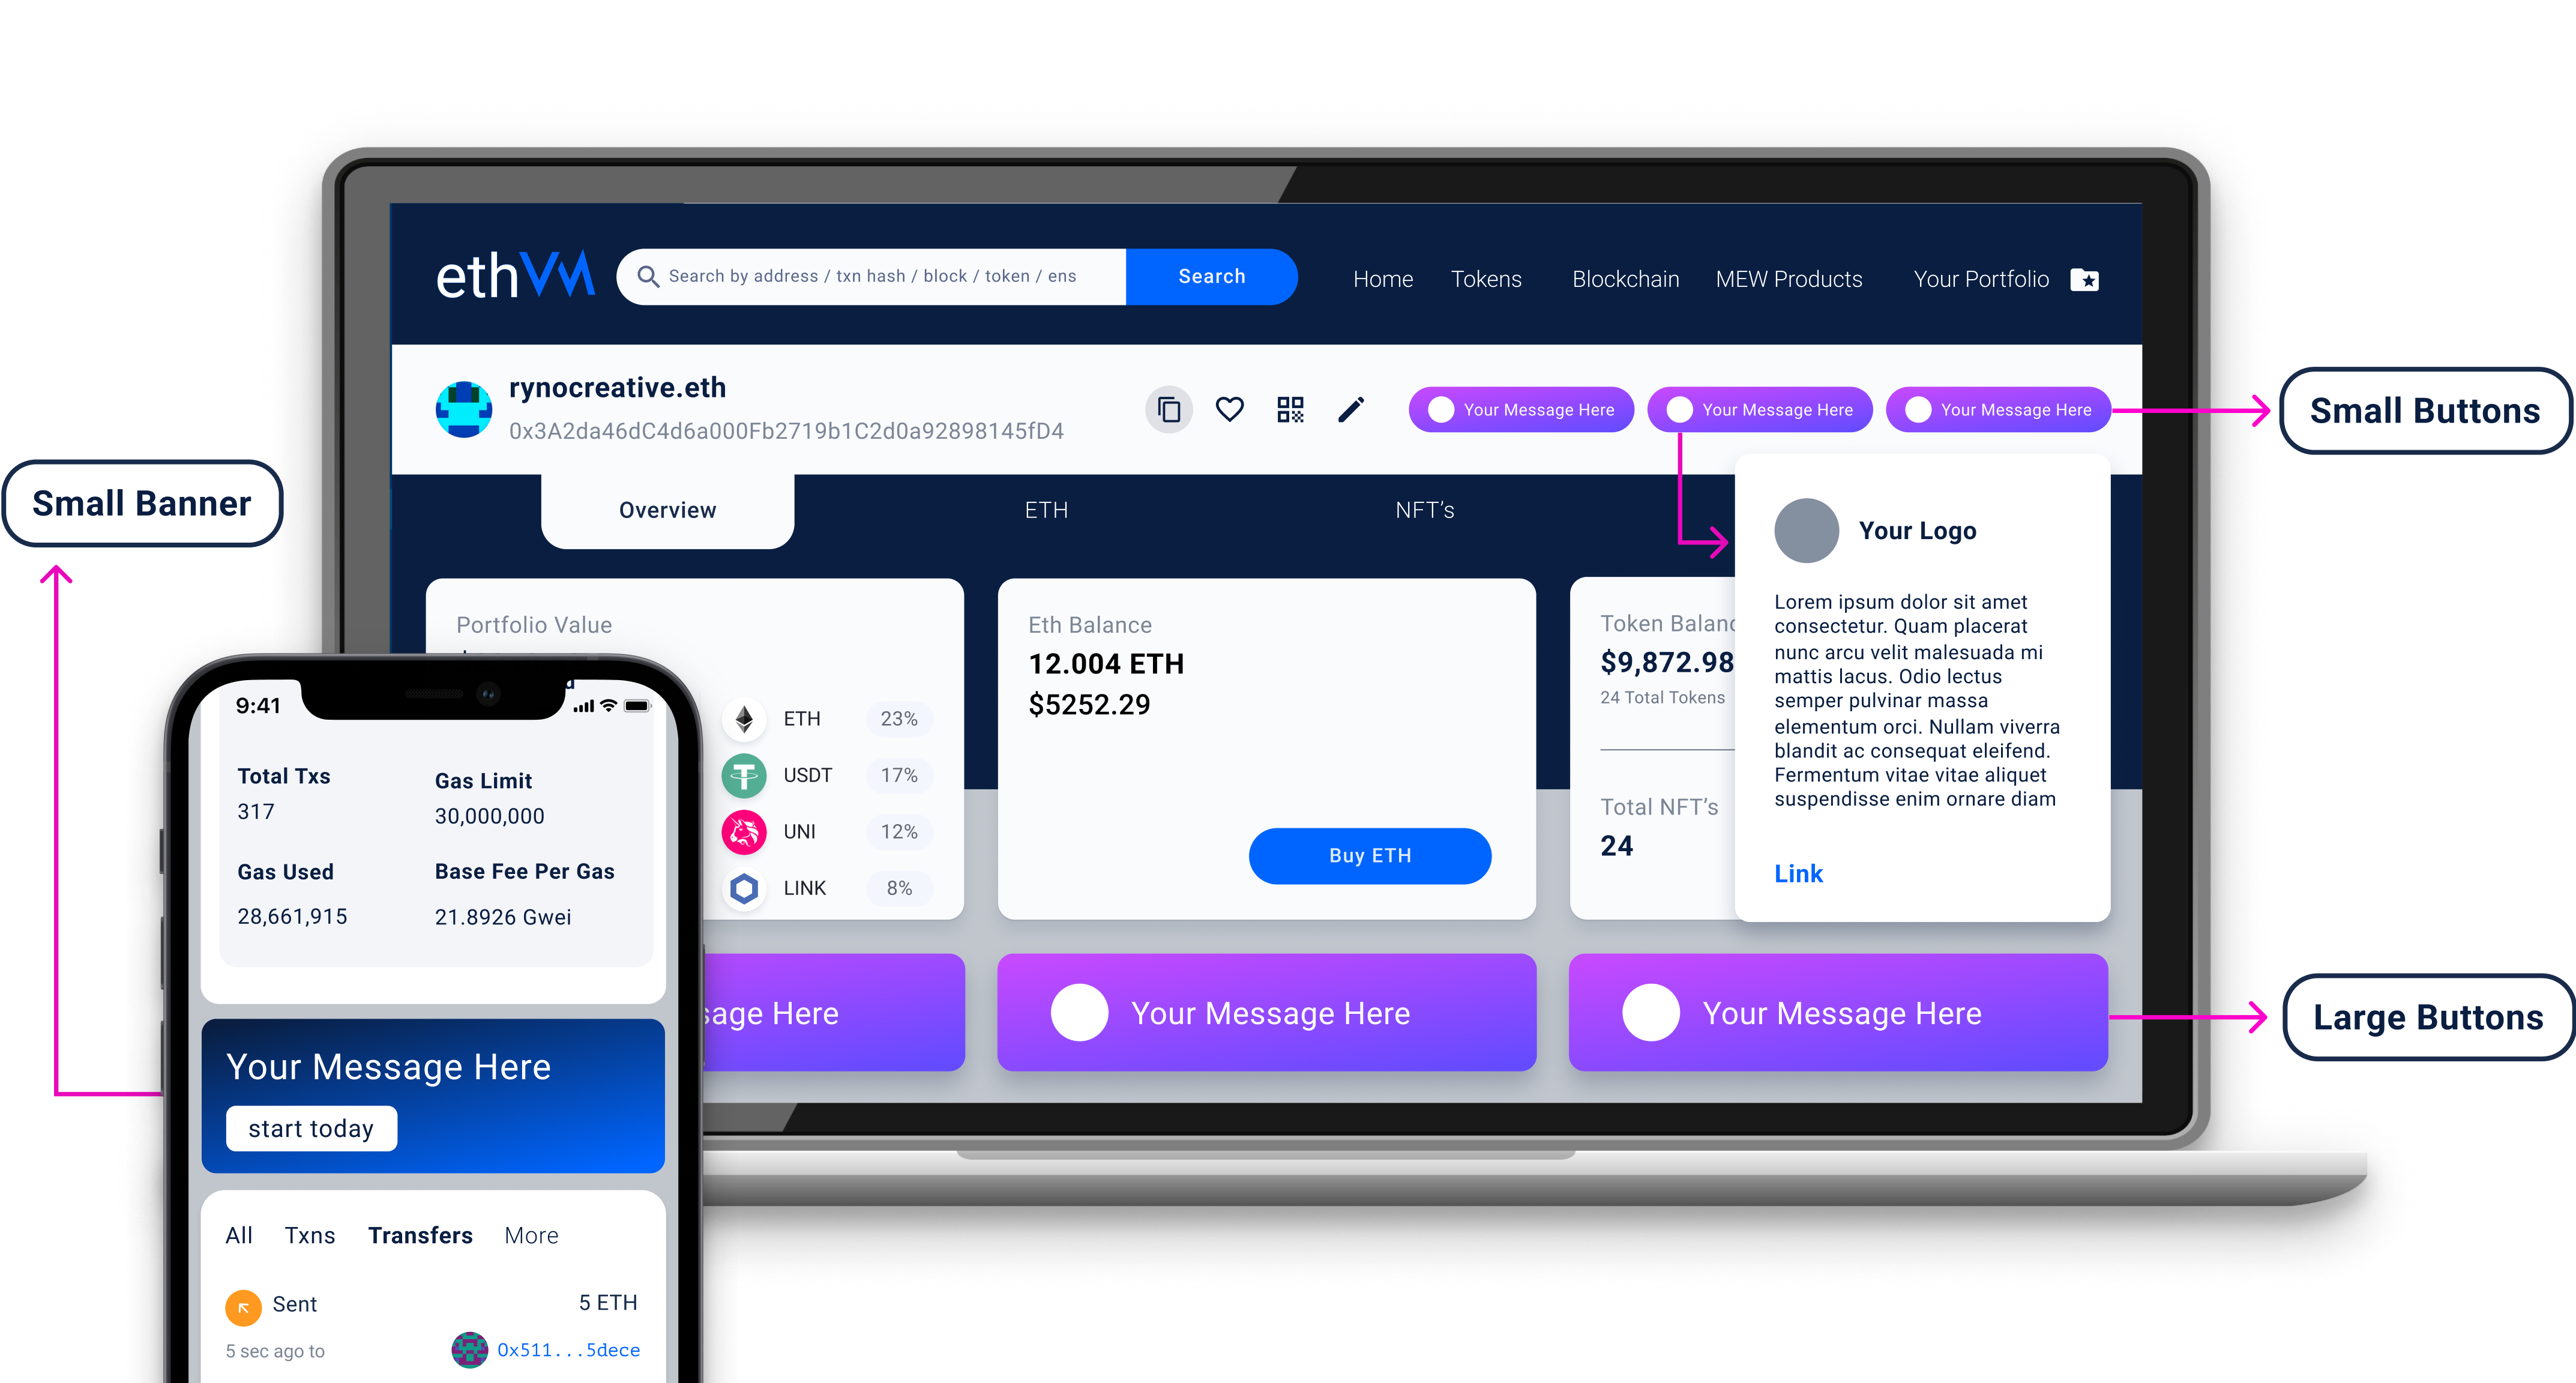 ethVM
Search by address / txn hash / block / token / ens
Search
Home
Tokens
Blockchain
MEW Products
Your Portfolio
rynocreative.eth
0x3A2da46dC4d6a000Fb2719b1C2d0a92898145fD4
Your Message Here
Your Message Here
Your Message Here
Small Buttons
Small Banner
Overview
ETH
NFT’s
Your Logo
Lorem ipsum dolor sit amet
consectetur. Quam placerat
nunc arcu velit malesuada mi
mattis lacus. Odio lectus
semper pulvinar massa
elementum orci. Nullam viverra
blandit ac consequat eleifend.
Fermentum vitae vitae aliquet
suspendisse enim ornare diam
Link
Portfolio Value
ETH 23%
USDT 17%
UNI 12%
LINK 8%
Eth Balance
12.004 ETH
$5252.29
Buy ETH
Token Balanc
$9,872.98
24 Total Tokens
Total NFT’s
24
sage Here
Your Message Here
Your Message Here
Large Buttons
9:41
Total Txs
317
Gas Limit
30,000,000
Gas Used
28,661,915
Base Fee Per Gas
21.8926 Gwei
Your Message Here
start today
All
Txns
Transfers
More
Sent
5 ETH
5 sec ago to
0x511...5dece